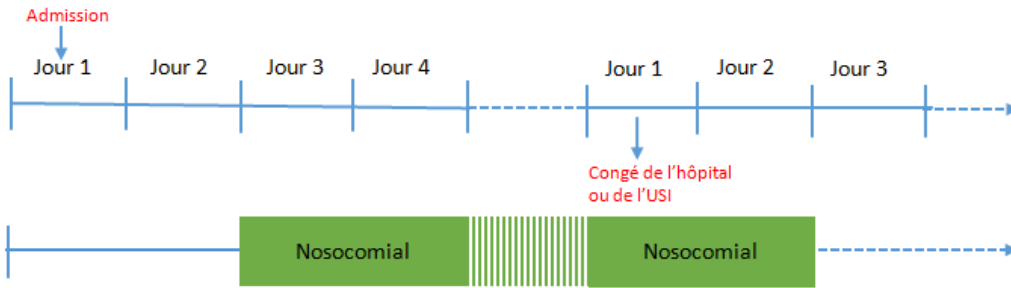 Admission
Jour 1 Jour 2 Jour 3 Jour 4 Jour 1 Jour 2 Jour 3
Congé de l'hôpital
ou de l'USI
Nosocomial Nosocomial